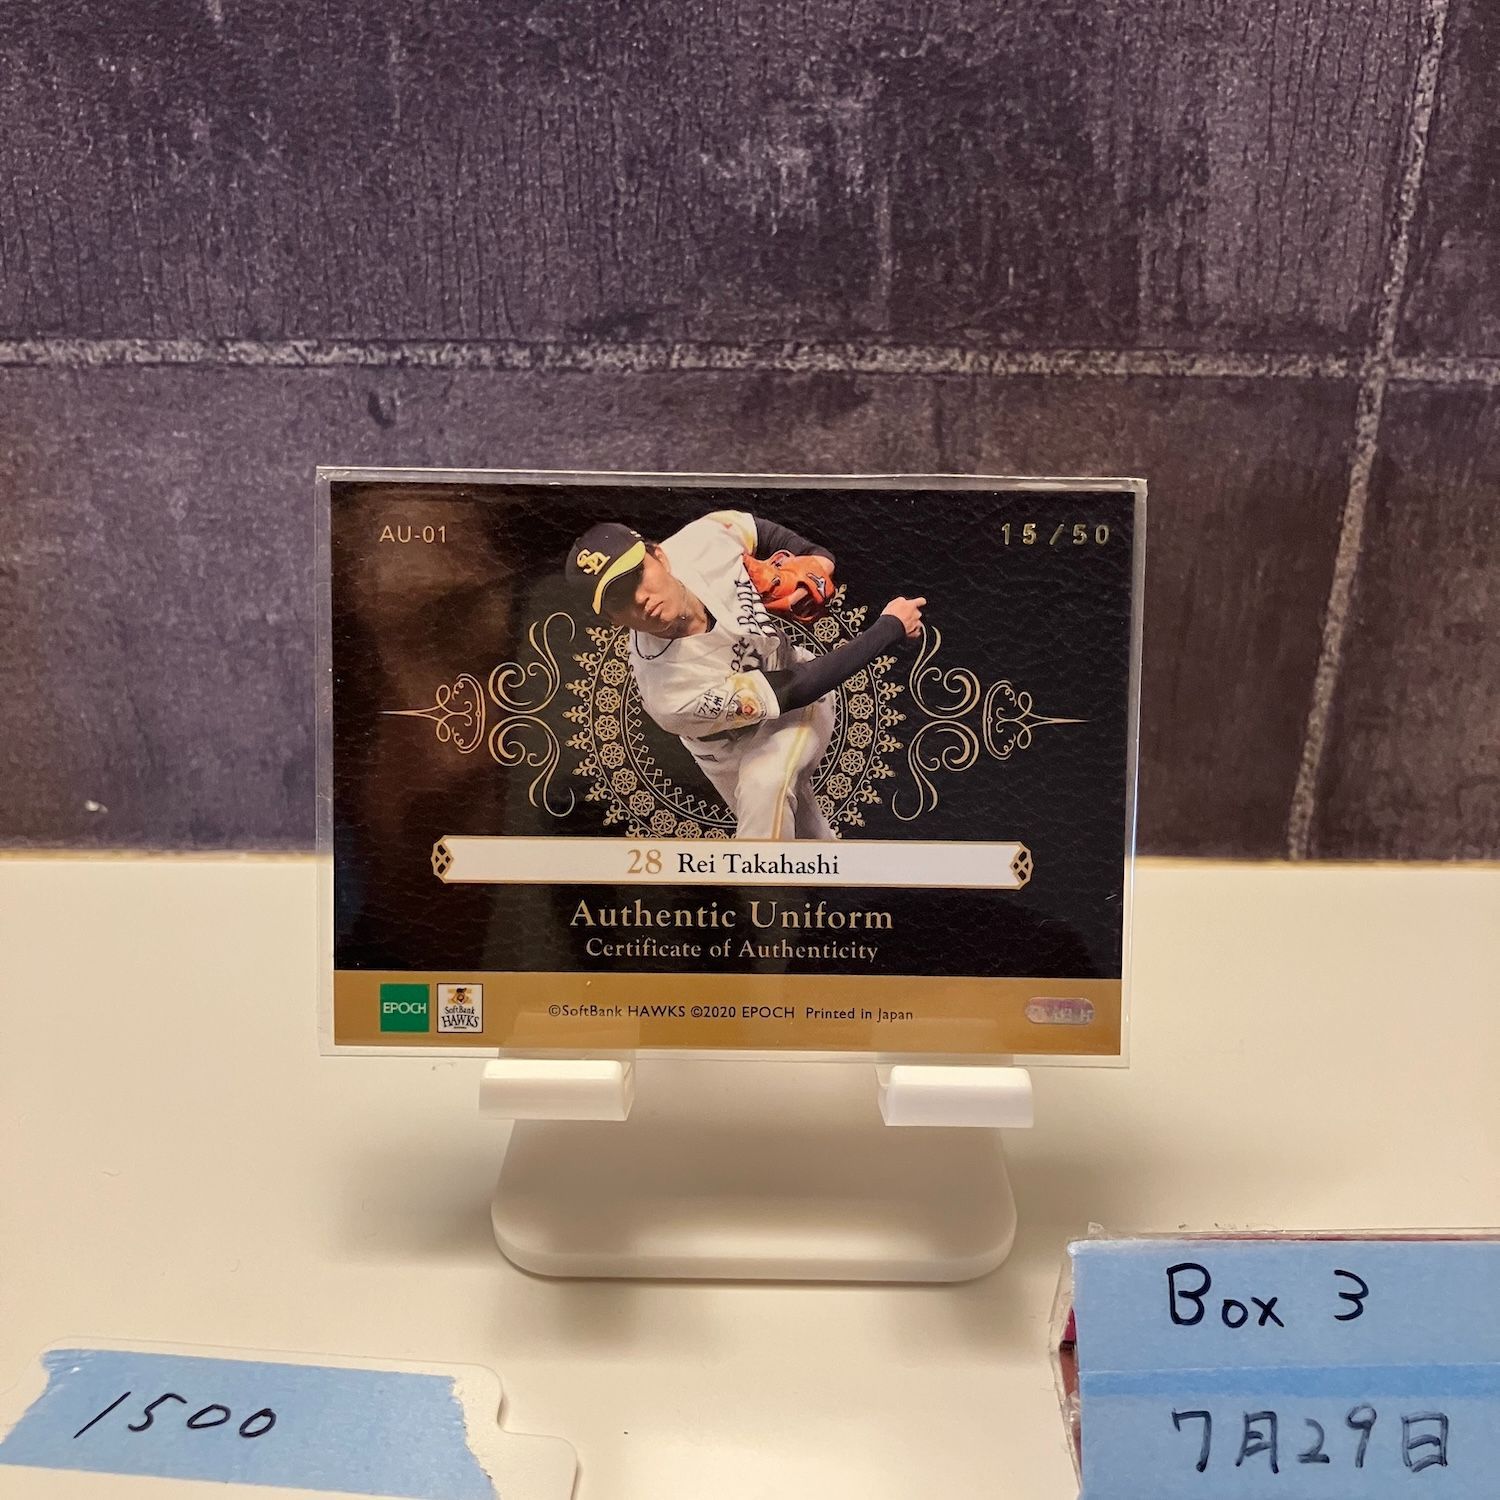 AU-01
15/50
SH
28 Rei Takahashi
Authentic Uniform
Certificate of Authenticity
EPOCH
SoftBank
HAWKS
©SoftBank HAWKS ©2020 EPOCH Printed in Japan
Box 3
7月29日
1500